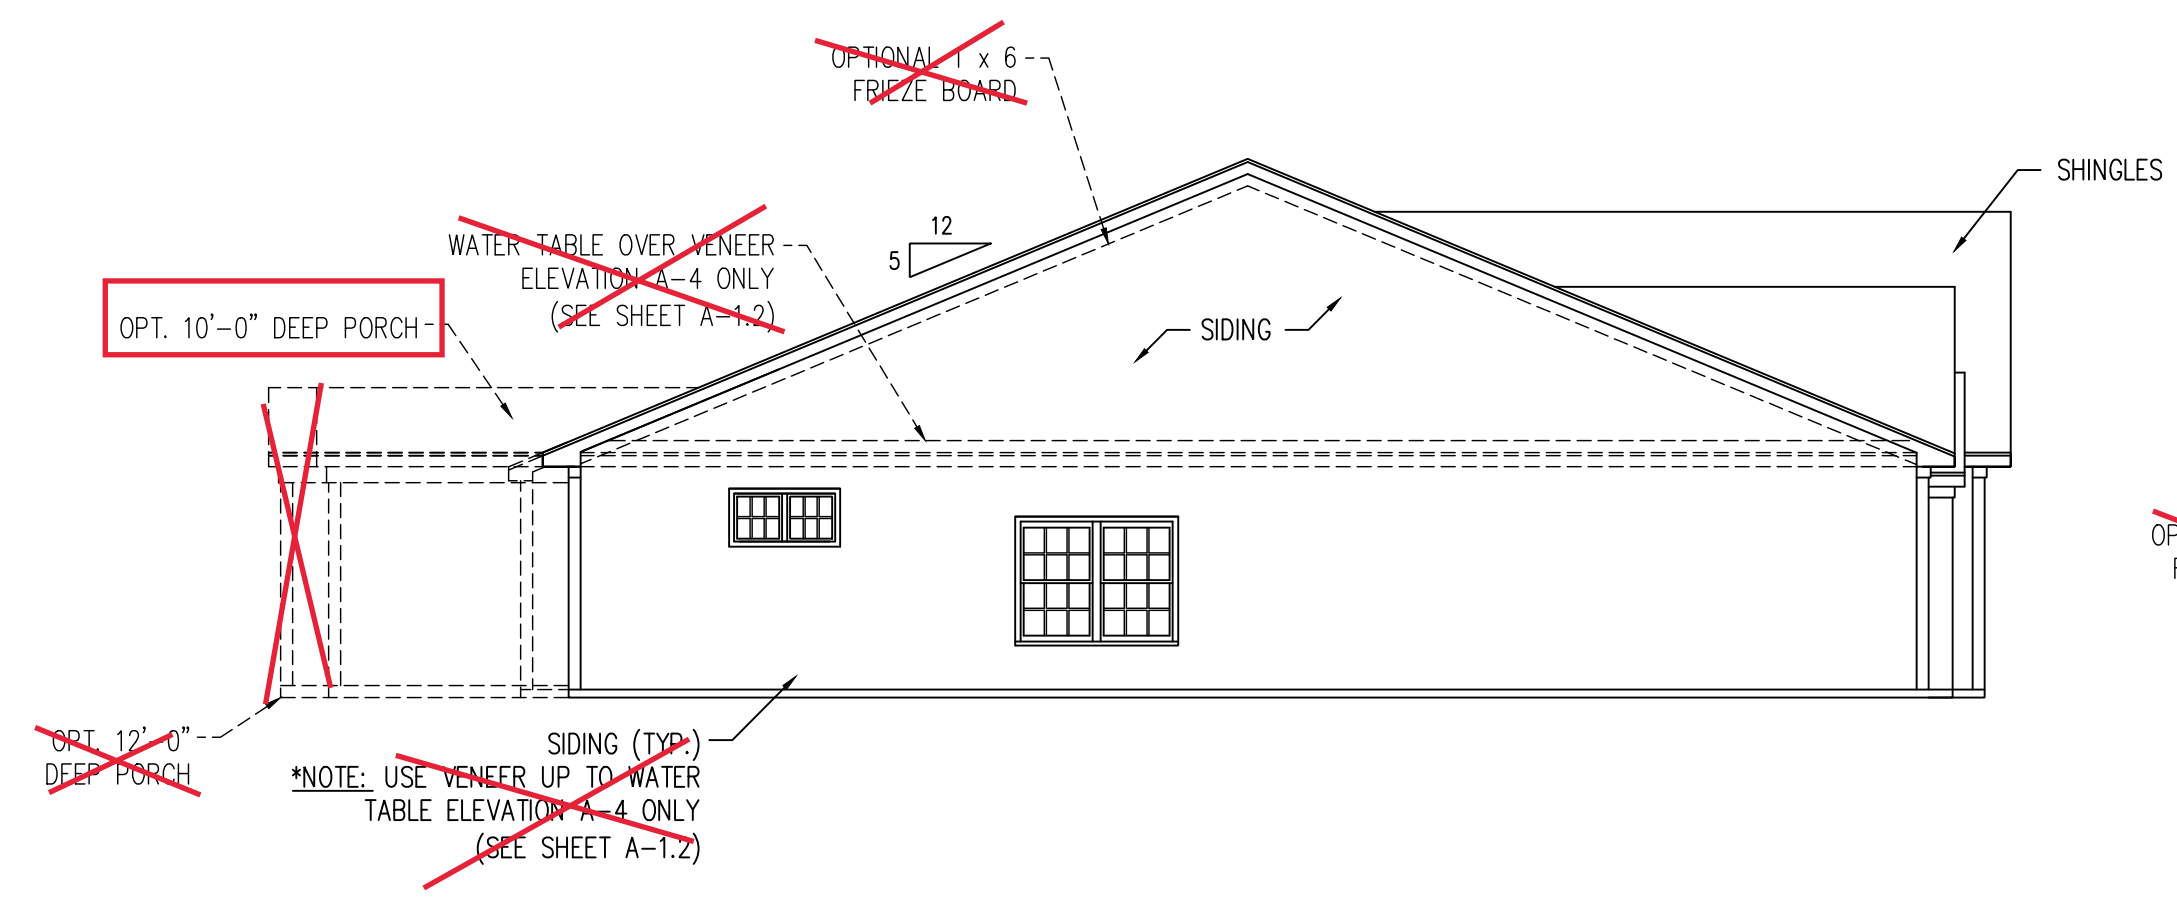 OPTIONAL 1 x 6
FRIEZE BOARD
SHINGLES
12
5
WATER TABLE OVER VENEER
ELEVATION A-4 ONLY
(SEE SHEET A-1.2)
OPT. 10'-0" DEEP PORCH
SIDING
OPT. 12'-0"
DEEP PORCH
SIDING (TYP.)
*NOTE: USE VENEER UP TO WATER
TABLE ELEVATION A-4 ONLY
(SEE SHEET A-1.2)
OP